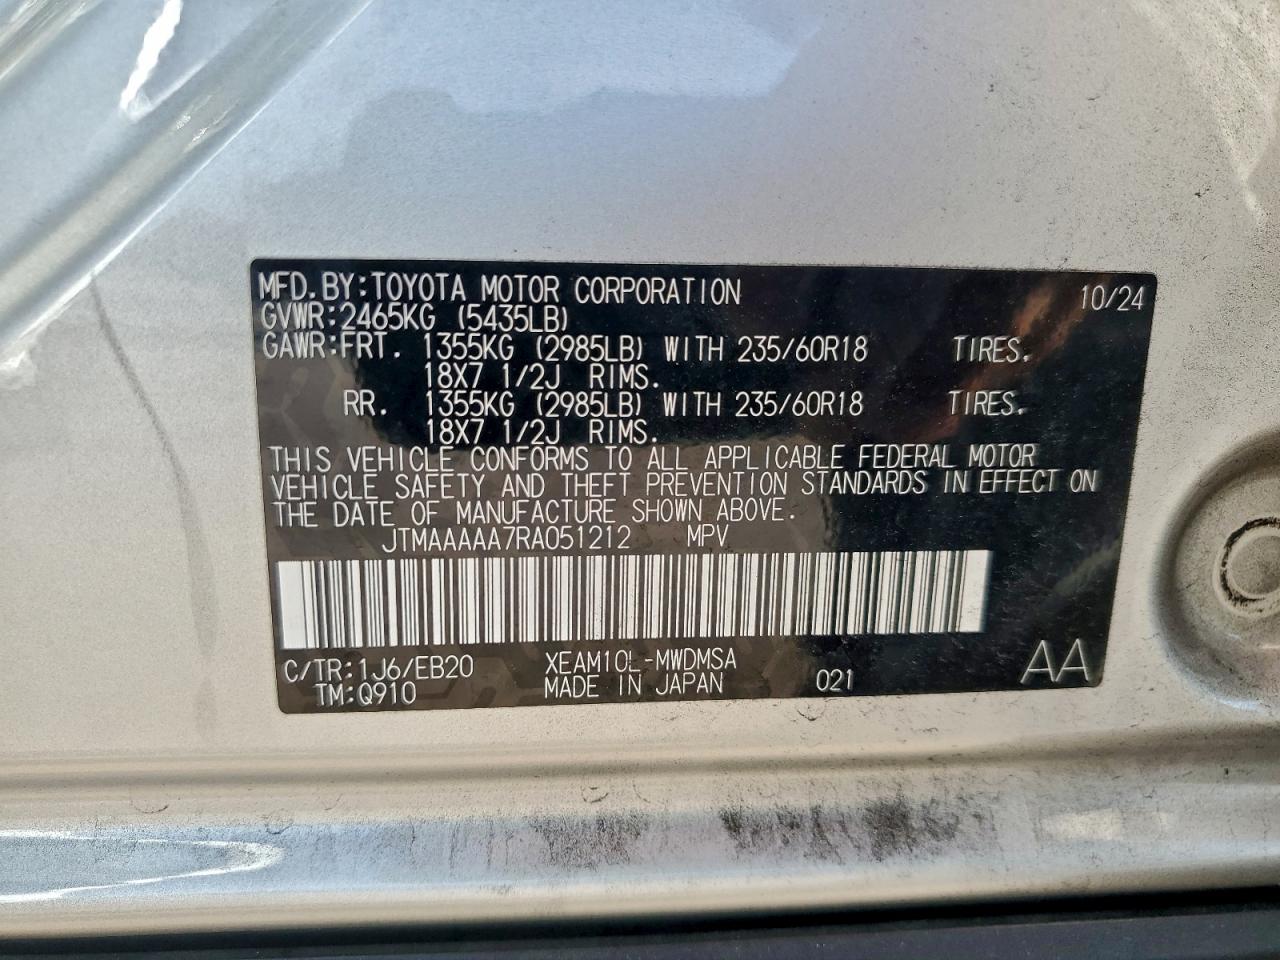 MFD.BY:TOYOTA MOTOR CORPORATION 10/24
GVWR:2465KG (5435LB)
GAWR:FRT. 1355KG (2985LB) WITH 235/60R18 TIRES.
18X7 1/2J RIMS.
RR. 1355KG (2985LB) WITH 235/60R18 TIRES.
18X7 1/2J RIMS.
THIS VEHICLE CONFORMS TO ALL APPLICABLE FEDERAL MOTOR
VEHICLE SAFETY AND THEFT PREVENTION STANDARDS IN EFFECT ON
THE DATE OF MANUFACTURE SHOWN ABOVE.
JTMAAAAA7RA051212 MPV
C/TR:1J6/EB20 XEAM10L-MWDMSA AA
TM:Q910 MADE IN JAPAN 021